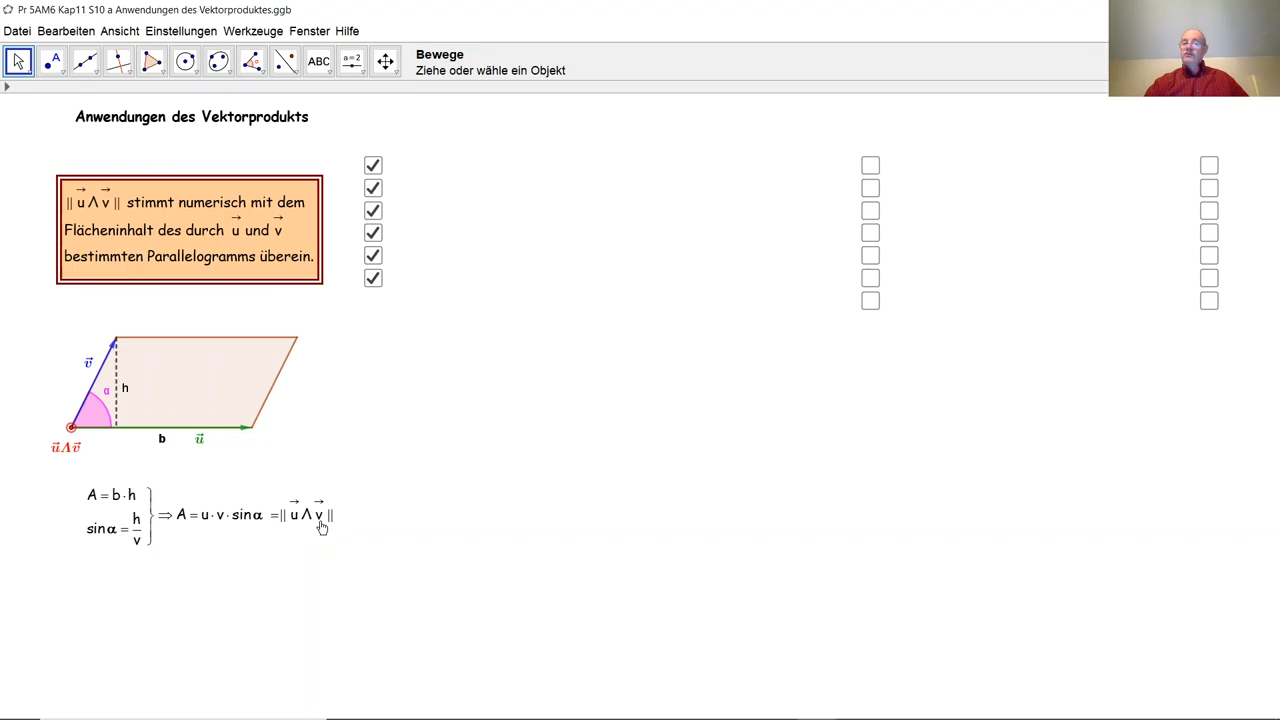 Pr 5AM6 Kap11 S10 a Anwendungen des Vektorproduktes.ggb
Datei Bearbeiten Ansicht Einstellungen Werkzeuge Fenster Hilfe
A
α
ABC
a=2
Bewege
Ziehe oder wähle ein Objekt
Anwendungen des Vektorprodukts
|| u⃗ Λ v⃗ || stimmt numerisch mit dem
Flächeninhalt des durch u⃗ und v⃗
bestimmten Parallelogramms überein.
v⃗
α
h
b
u⃗
u⃗Λv⃗
A = b · h
sin α = h/v
⇒ A = u · v · sin α = || u⃗ Λ v⃗ ||